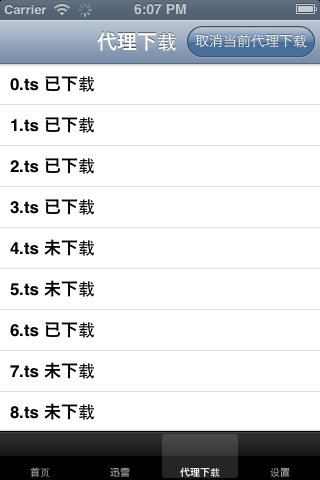 Carrier 6:07 PM
代理下载 取消当前代理下载
0.ts 已下载
1.ts 已下载
2.ts 已下载
3.ts 已下载
4.ts 未下载
5.ts 未下载
6.ts 已下载
7.ts 未下载
8.ts 未下载
首页 迅雷 代理下载 设置